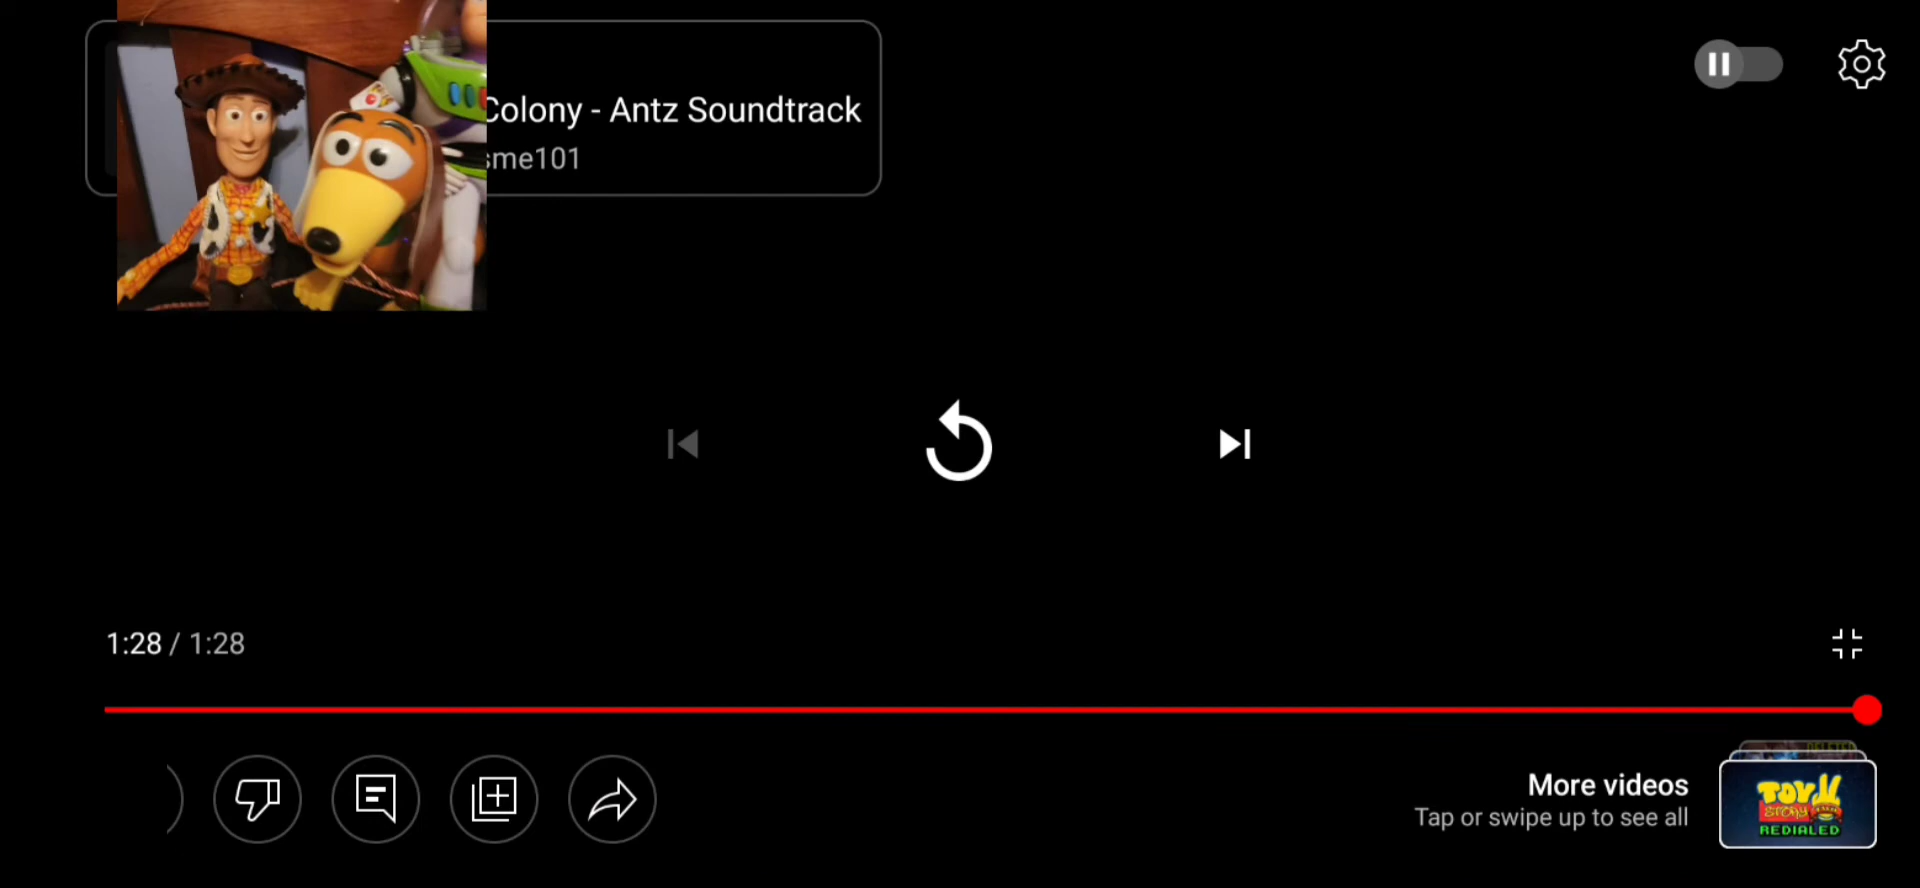 Colony - Antz Soundtrack
sme101
1:28 / 1:28
More videos
Tap or swipe up to see all
TOY
STORY
REDIALED